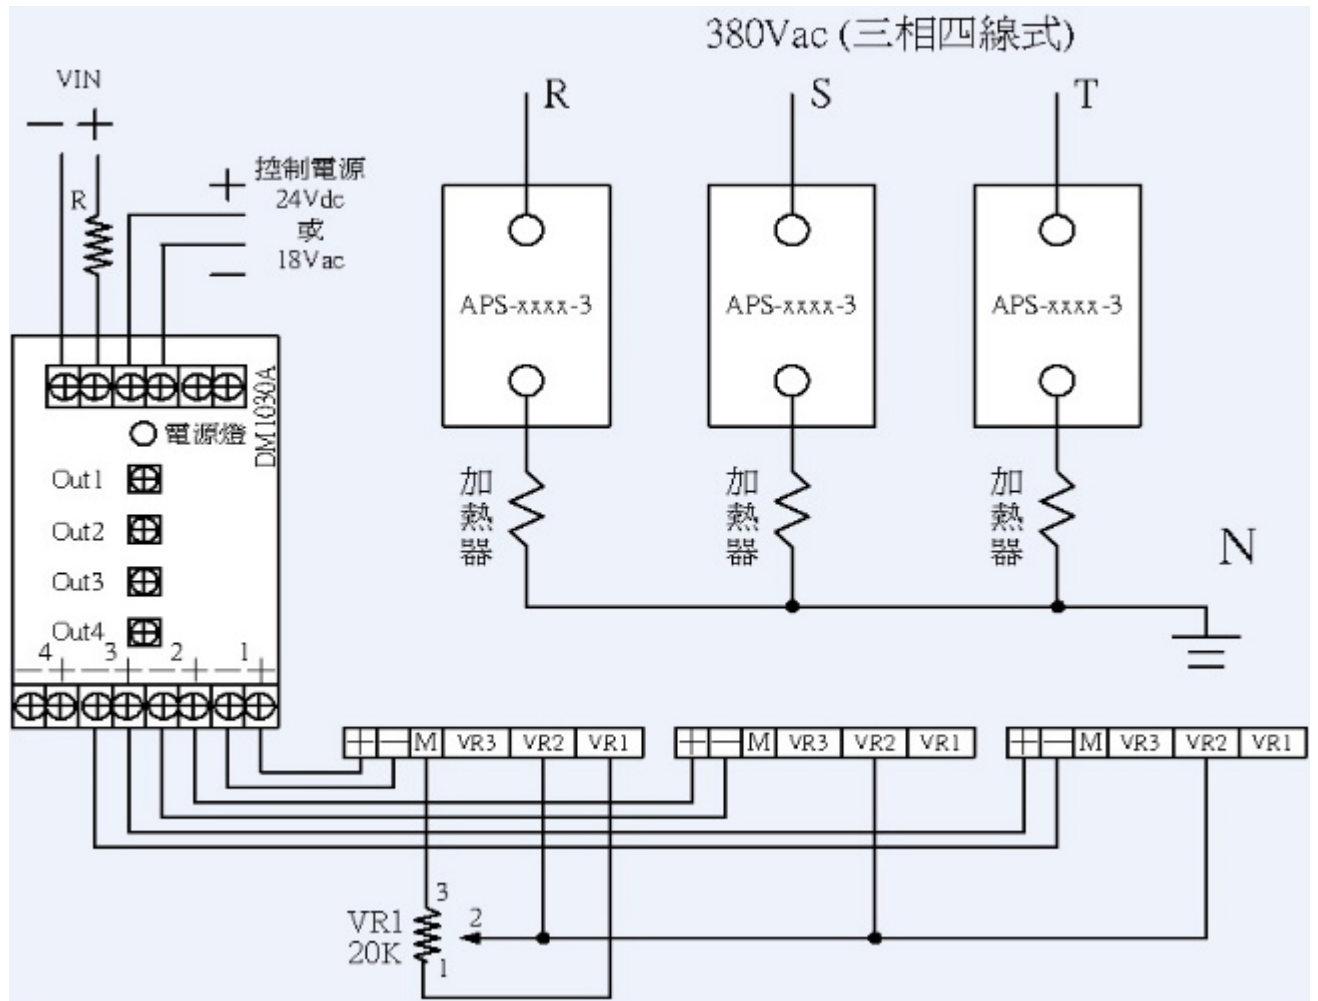 380Vac (三相四線式)
VIN
R
S
T
— +
R
+ 控制電源
24Vdc
或
18Vac
—
APS-xxxx-3
APS-xxxx-3
APS-xxxx-3
DM1030A
電源燈
Out1
Out2
Out3
Out4
加熱器
加熱器
加熱器
N
4 3 2 1
— + — + — + — +
+ — M VR3 VR2 VR1
+ — M VR3 VR2 VR1
+ — M VR3 VR2 VR1
3
VR1
20K
2
1